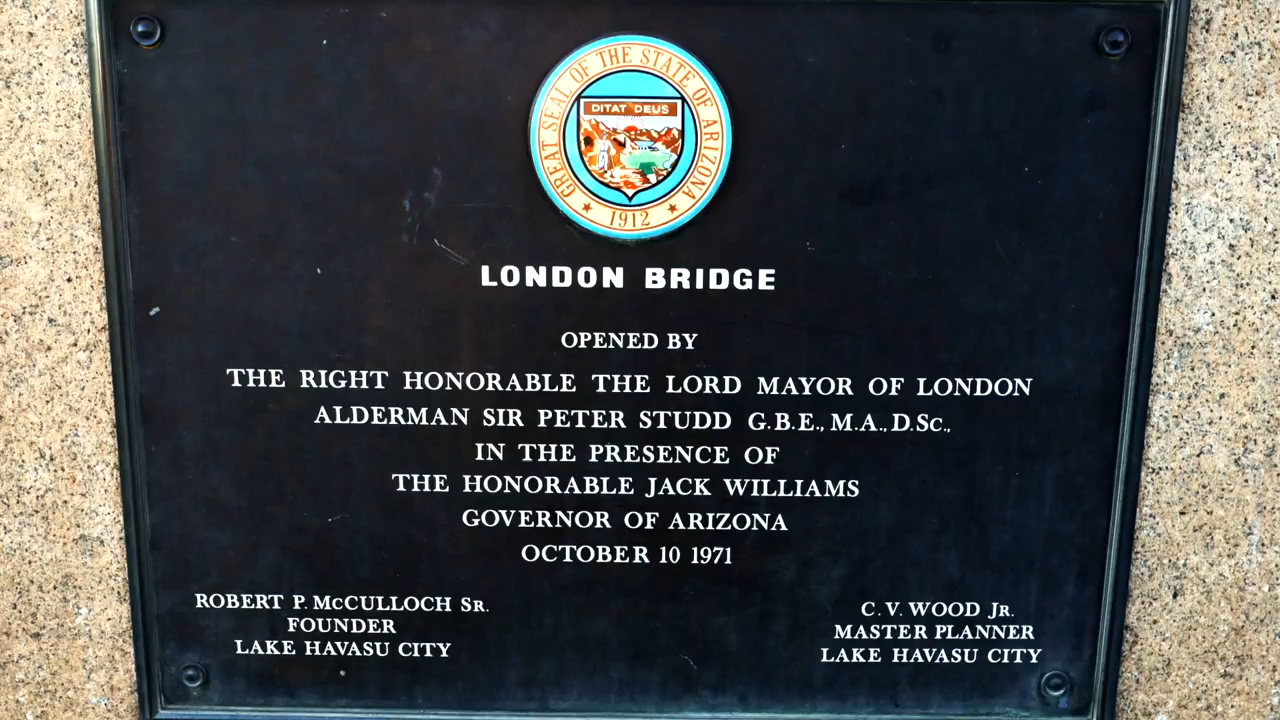 GREAT SEAL OF THE STATE OF ARIZONA
DITAT DEUS
1912
LONDON BRIDGE
OPENED BY
THE RIGHT HONORABLE THE LORD MAYOR OF LONDON
ALDERMAN SIR PETER STUDD G.B.E., M.A., D.Sc.,
IN THE PRESENCE OF
THE HONORABLE JACK WILLIAMS
GOVERNOR OF ARIZONA
OCTOBER 10 1971
ROBERT P. McCULLOCH Sr.
FOUNDER
LAKE HAVASU CITY
C.V. WOOD Jr.
MASTER PLANNER
LAKE HAVASU CITY